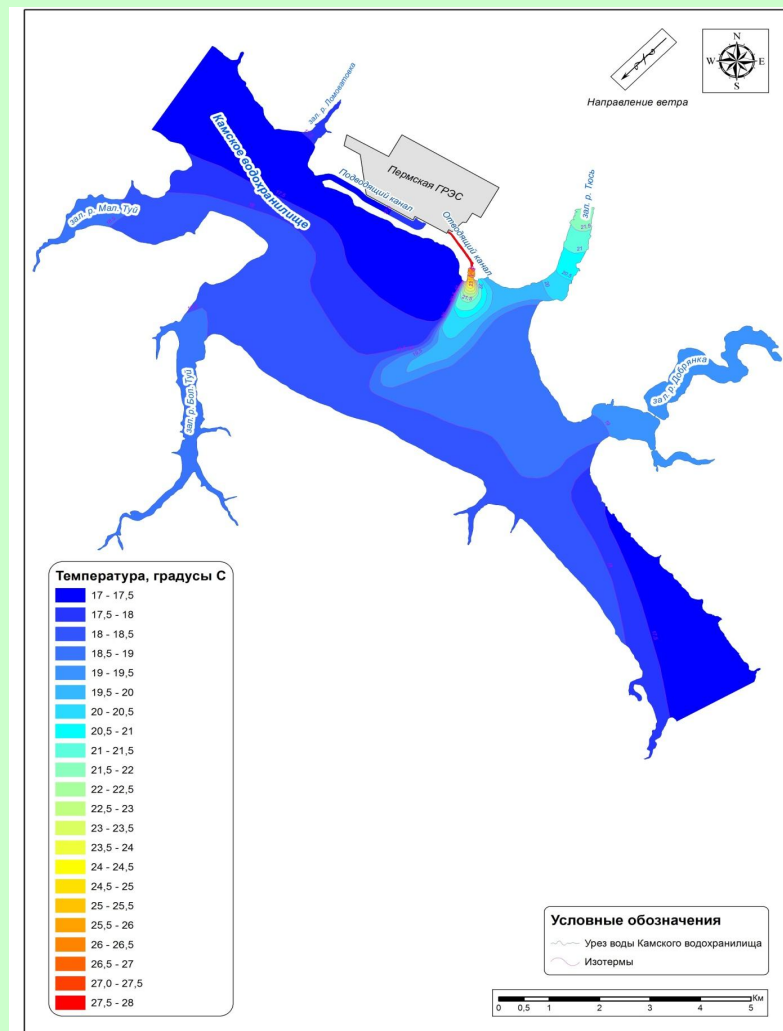 N
W E
S
Направление ветра
зал. р. Ломоватовка
Камское водохранилище
Пермская ГРЭС
Подводящий канал
Отводящий канал
зал. р. Тюсь
зал. р. Мал. Туй
зал. р. Бол. Туй
зал. р. Добрянка
21,5
21
Температура, градусы С
17 - 17,5
17,5 - 18
18 - 18,5
18,5 - 19
19 - 19,5
19,5 - 20
20 - 20,5
20,5 - 21
21 - 21,5
21,5 - 22
22 - 22,5
22,5 - 23
23 - 23,5
23,5 - 24
24 - 24,5
24,5 - 25
25 - 25,5
25,5 - 26
26 - 26,5
26,5 - 27
27,0 - 27,5
27,5 - 28
Условные обозначения
Урез воды Камского водохранилища
Изотермы
Км
0 0,5 1 2 3 4 5